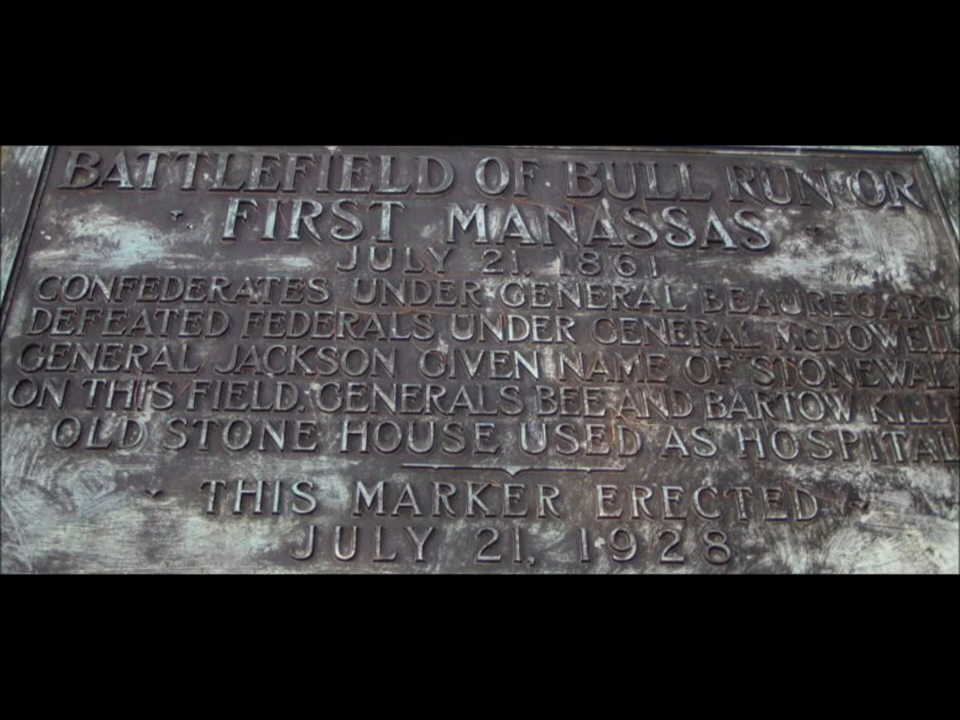 BATTLEFIELD OF BULL RUN OR
FIRST MANASSAS
JULY 21, 1861
CONFEDERATES UNDER GENERAL BEAUREGARD
DEFEATED FEDERALS UNDER GENERAL McDOWELL
GENERAL JACKSON GIVEN NAME OF STONEWALL
ON THIS FIELD. GENERALS BEE AND BARTOW KILLE
OLD STONE HOUSE USED AS HOSPITAL
THIS MARKER ERECTED
JULY 21, 1928